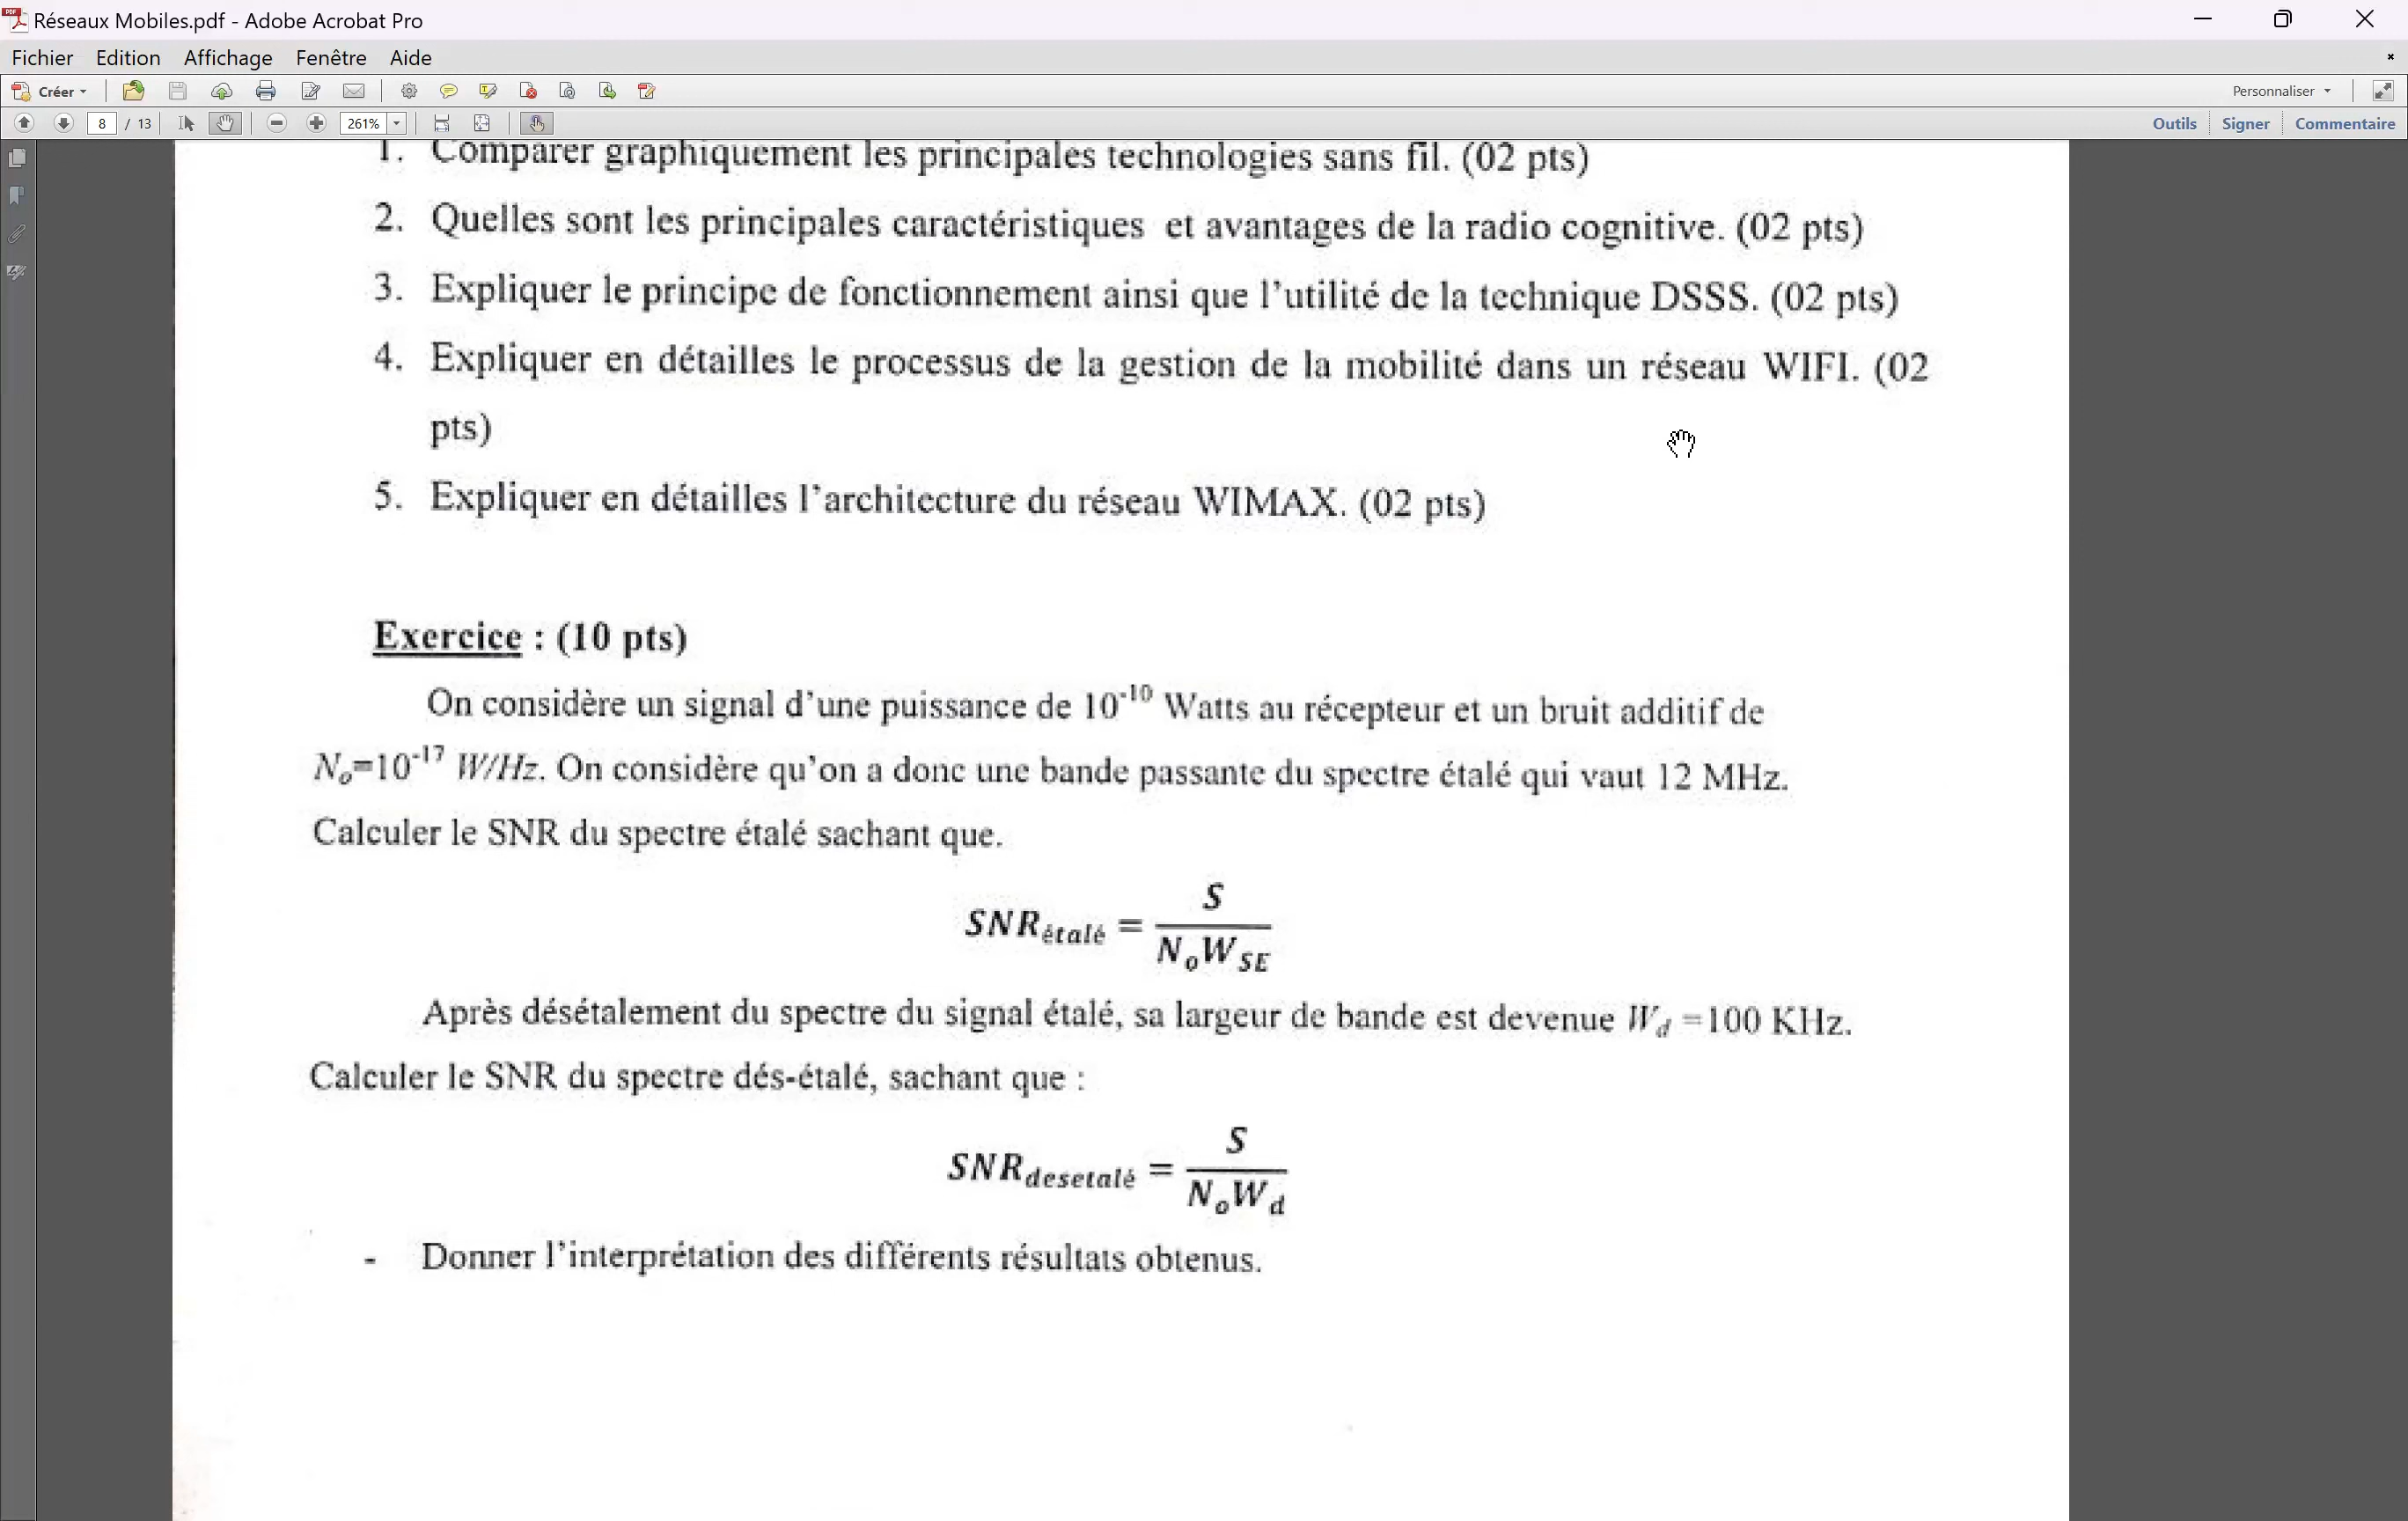 Réseaux Mobiles.pdf - Adobe Acrobat Pro
Fichier Edition Affichage Fenêtre Aide
Créer Personnaliser
8 / 13 261% Outils Signer Commentaire
1. Comparer graphiquement les principales technologies sans fil. (02 pts)
2. Quelles sont les principales caractéristiques et avantages de la radio cognitive. (02 pts)
3. Expliquer le principe de fonctionnement ainsi que l'utilité de la technique DSSS. (02 pts)
4. Expliquer en détailles le processus de la gestion de la mobilité dans un réseau WIFI. (02
pts)
5. Expliquer en détailles l'architecture du réseau WIMAX. (02 pts)
Exercice : (10 pts)
On considère un signal d'une puissance de 10⁻¹⁰ Watts au récepteur et un bruit additif de
Nₒ=10⁻¹⁷ W/Hz. On considère qu'on a donc une bande passante du spectre étalé qui vaut 12 MHz.
Calculer le SNR du spectre étalé sachant que.
SNR étalé = S / NₒW SE
Après désétalement du spectre du signal étalé, sa largeur de bande est devenue W d =100 KHz.
Calculer le SNR du spectre dés-étalé, sachant que :
SNR desetalé = S / NₒW d
- Donner l'interprétation des différents résultats obtenus.